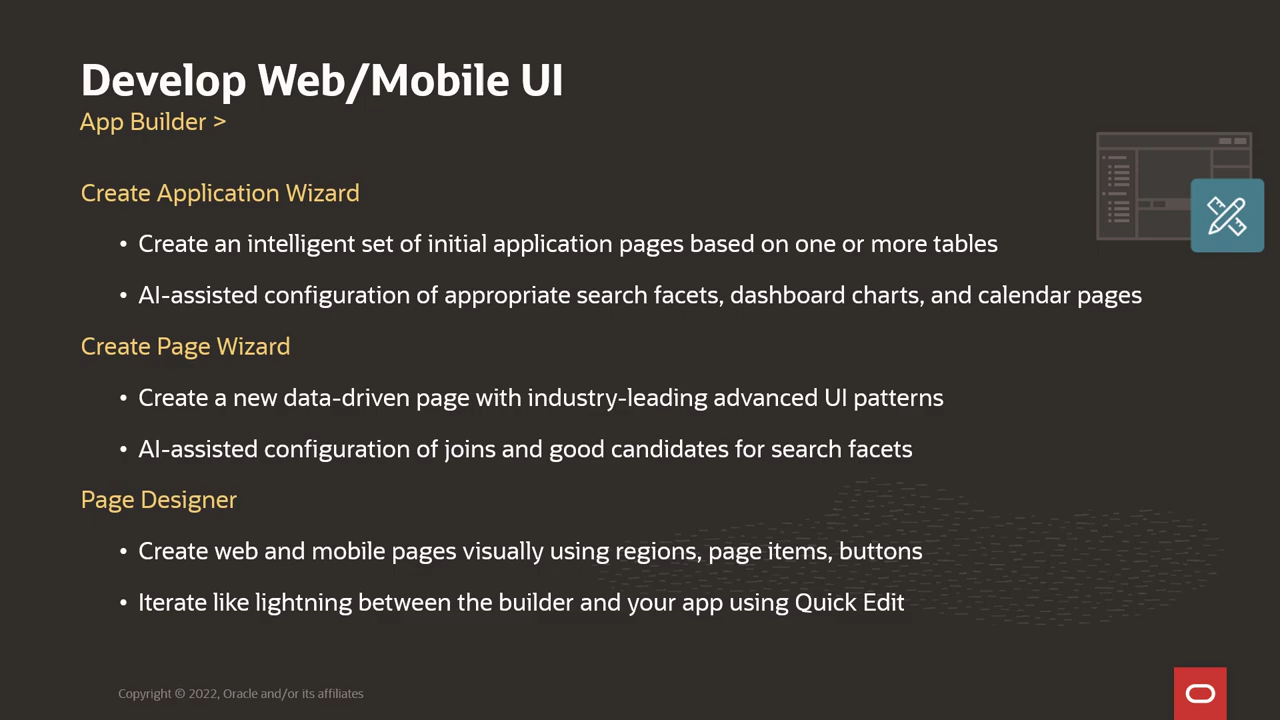 Develop Web/Mobile UI
App Builder >
Create Application Wizard
• Create an intelligent set of initial application pages based on one or more tables
• AI-assisted configuration of appropriate search facets, dashboard charts, and calendar pages
Create Page Wizard
• Create a new data-driven page with industry-leading advanced UI patterns
• AI-assisted configuration of joins and good candidates for search facets
Page Designer
• Create web and mobile pages visually using regions, page items, buttons
• Iterate like lightning between the builder and your app using Quick Edit
Copyright © 2022, Oracle and/or its affiliates